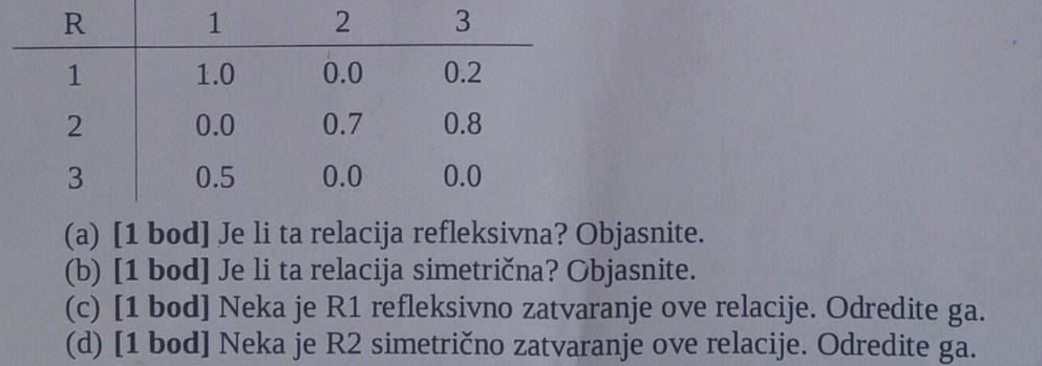 R 1 2 3
1 1.0 0.0 0.2
2 0.0 0.7 0.8
3 0.5 0.0 0.0
(a) [1 bod] Je li ta relacija refleksivna? Objasnite.
(b) [1 bod] Je li ta relacija simetrična? Objasnite.
(c) [1 bod] Neka je R1 refleksivno zatvaranje ove relacije. Odredite ga.
(d) [1 bod] Neka je R2 simetrično zatvaranje ove relacije. Odredite ga.